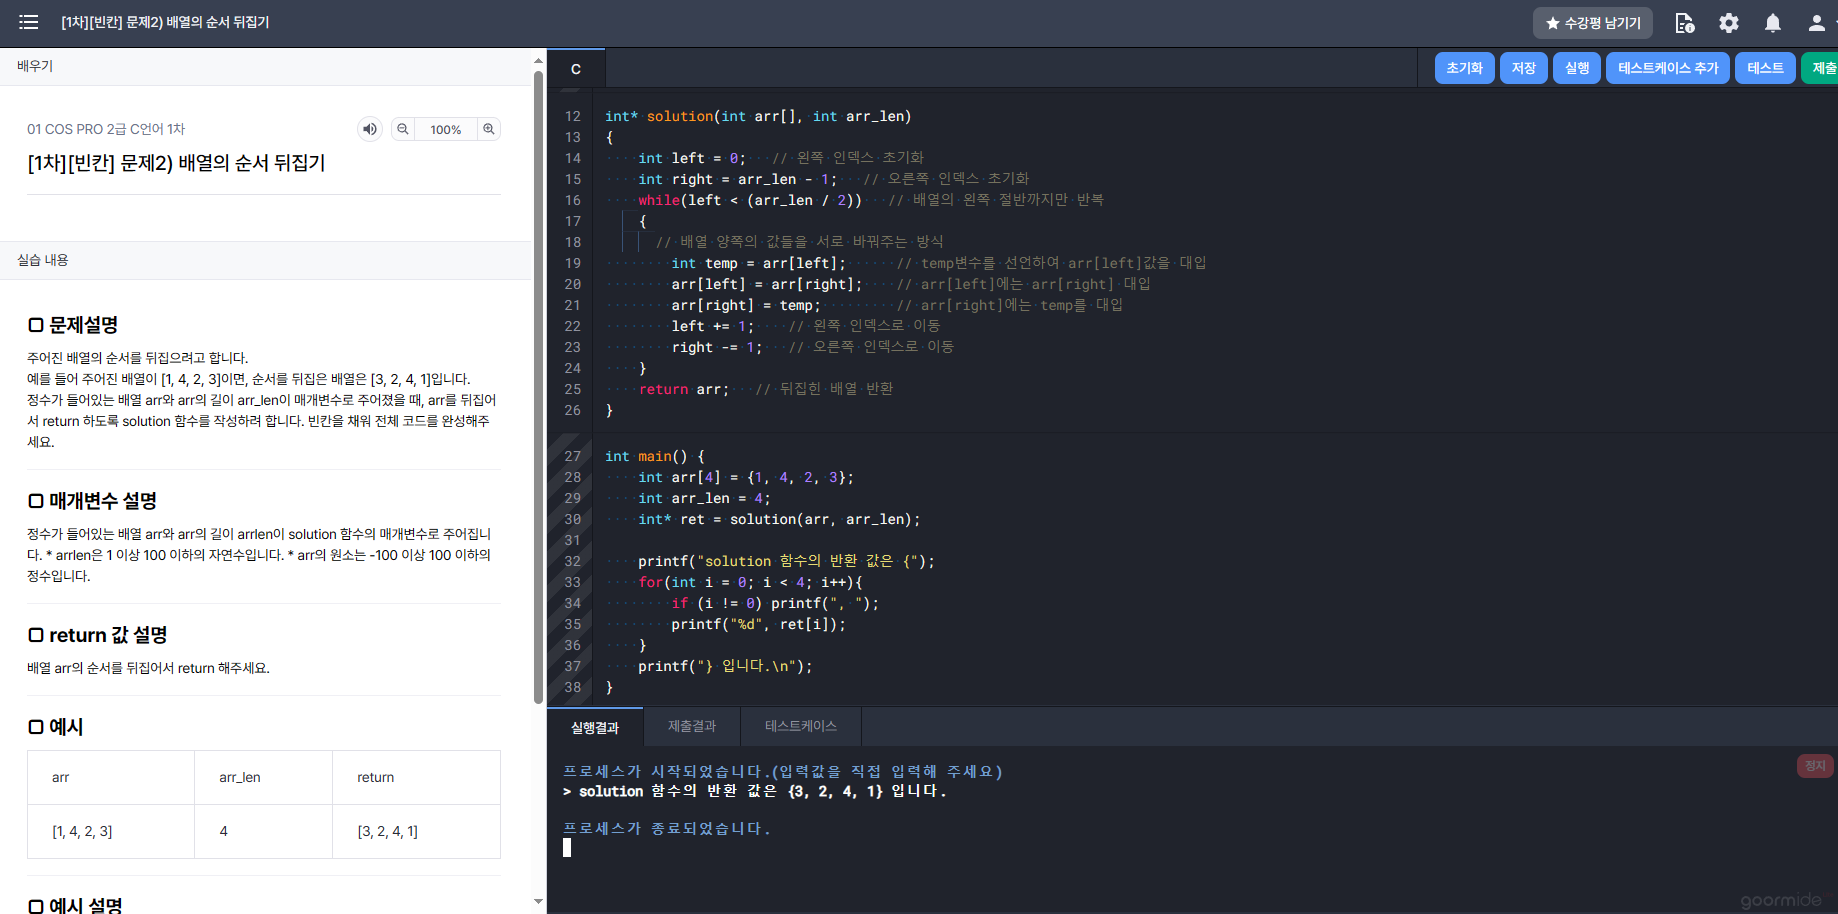 [1차][빈칸] 문제2) 배열의 순서 뒤집기
수강평 남기기
배우기
01 COS PRO 2급 C언어 1차
100%
[1차][빈칸] 문제2) 배열의 순서 뒤집기
실습 내용
문제설명
주어진 배열의 순서를 뒤집으려고 합니다.
예를 들어 주어진 배열이 [1, 4, 2, 3]이면, 순서를 뒤집은 배열은 [3, 2, 4, 1]입니다.
정수가 들어있는 배열 arr와 arr의 길이 arr_len이 매개변수로 주어졌을 때, arr를 뒤집어
서 return 하도록 solution 함수를 작성하려 합니다. 빈칸을 채워 전체 코드를 완성해주
세요.
매개변수 설명
정수가 들어있는 배열 arr와 arr의 길이 arrlen이 solution 함수의 매개변수로 주어집니
다. * arrlen은 1 이상 100 이하의 자연수입니다. * arr의 원소는 -100 이상 100 이하의
정수입니다.
return 값 설명
배열 arr의 순서를 뒤집어서 return 해주세요.
예시
arr arr_len return
[1, 4, 2, 3] 4 [3, 2, 4, 1]
예시 설명
C
초기화 저장 실행 테스트케이스 추가 테스트 제출
12 int* solution(int arr[], int arr_len)
13 {
14 int left = 0; // 왼쪽 인덱스 초기화
15 int right = arr_len - 1; // 오른쪽 인덱스 초기화
16 while(left < (arr_len / 2)) // 배열의 왼쪽 절반까지만 반복
17 {
18 // 배열 양쪽의 값들을 서로 바꿔주는 방식
19 int temp = arr[left]; // temp변수를 선언하여 arr[left]값을 대입
20 arr[left] = arr[right]; // arr[left]에는 arr[right] 대입
21 arr[right] = temp; // arr[right]에는 temp를 대입
22 left += 1; // 왼쪽 인덱스로 이동
23 right -= 1; // 오른쪽 인덱스로 이동
24 }
25 return arr; // 뒤집힌 배열 반환
26 }
27 int main() {
28 int arr[4] = {1, 4, 2, 3};
29 int arr_len = 4;
30 int* ret = solution(arr, arr_len);
31
32 printf("solution 함수의 반환 값은 {");
33 for(int i = 0; i < 4; i++){
34 if (i != 0) printf(", ");
35 printf("%d", ret[i]);
36 }
37 printf("} 입니다.\n");
38 }
실행결과 제출결과 테스트케이스
프로세스가 시작되었습니다.(입력값을 직접 입력해 주세요)
정지
> solution 함수의 반환 값은 {3, 2, 4, 1} 입니다.
프로세스가 종료되었습니다.
goormide